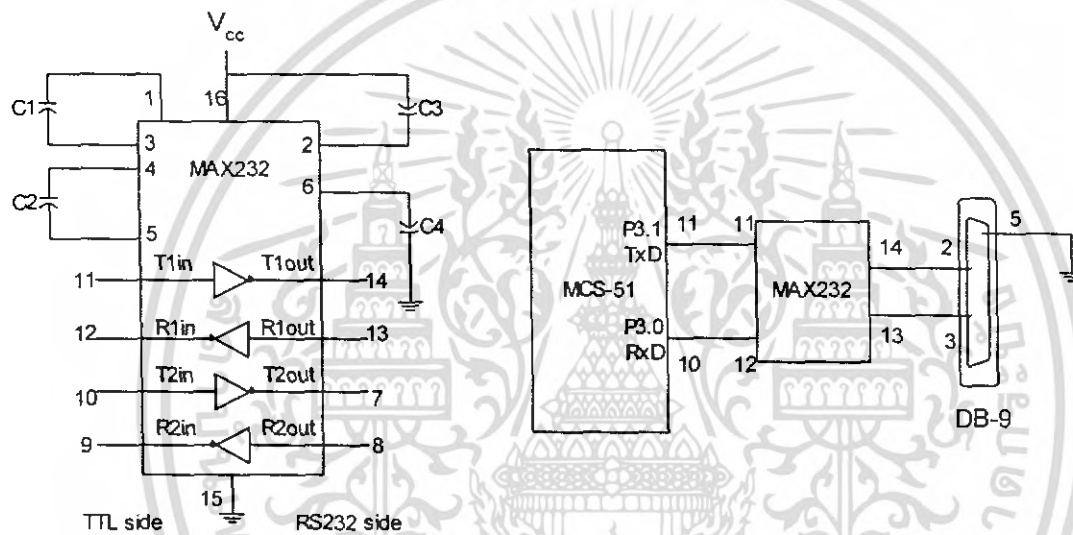 Vcc
C1
1
16
C3
3
2
4
MAX232
6
C2
C4
5
11
T1in
T1out
14
12
R1in
R1out
13
10
T2in
T2out
7
9
R2in
R2out
8
15
TTL side
RS232 side
P3.1
TxD
11
11
14
2
5
MCS-51
MAX232
P3.0
RxD
10
12
13
3
DB-9